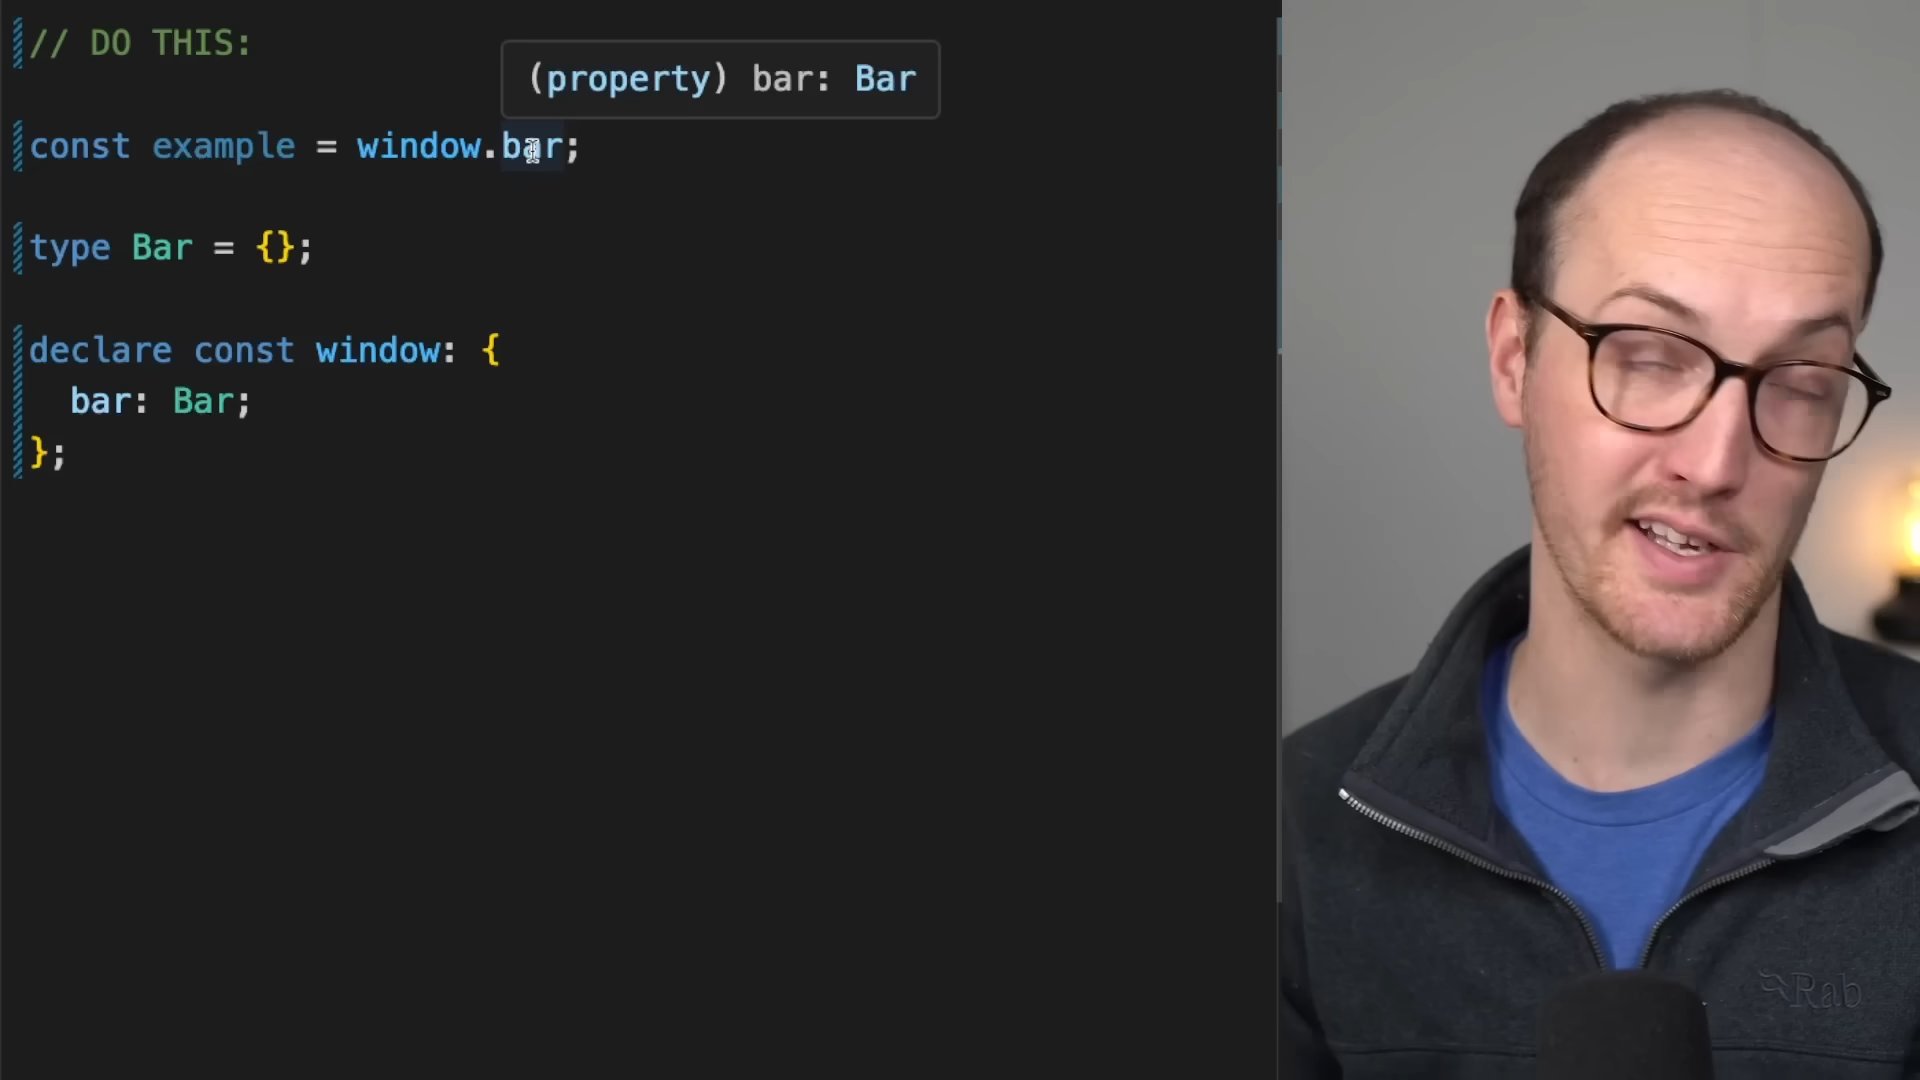 // DO THIS:
(property) bar: Bar
const example = window.bar;
type Bar = {};
declare const window: {
  bar: Bar;
};
Rab